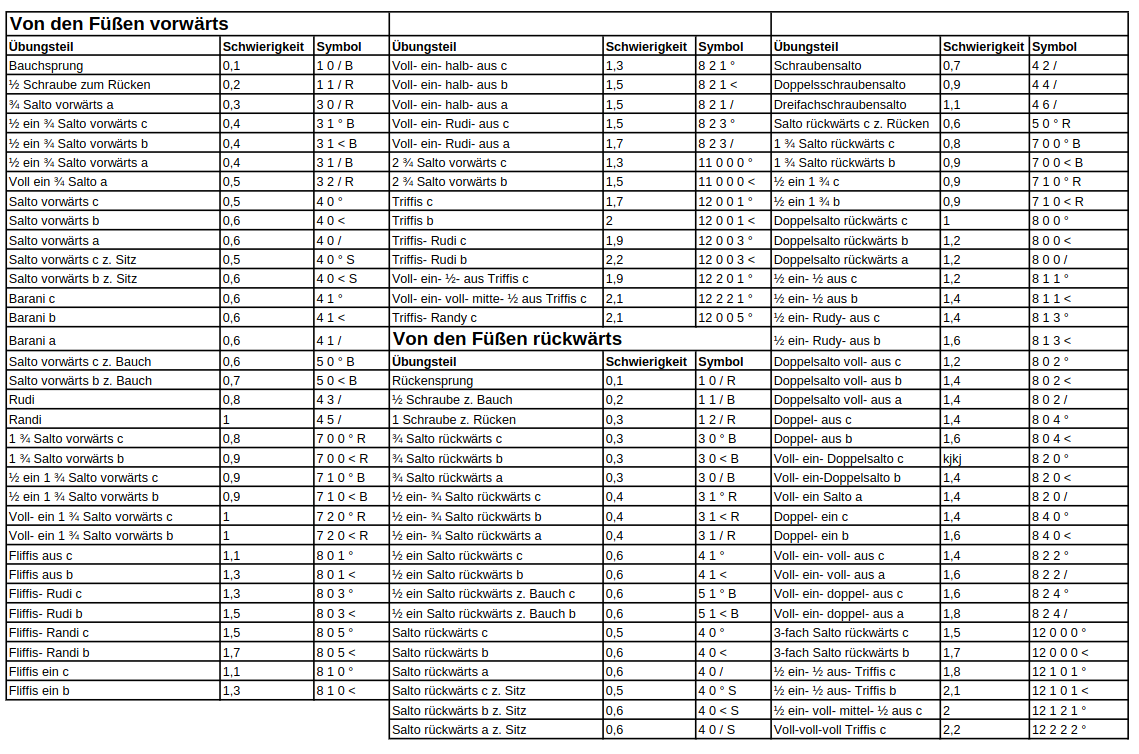 Von den Füßen vorwärts
Übungsteil Schwierigkeit Symbol
Bauchsprung 0,1 1 0 / B
½ Schraube zum Rücken 0,2 1 1 / R
¾ Salto vorwärts a 0,3 3 0 / R
½ ein ¾ Salto vorwärts c 0,4 3 1 ° B
½ ein ¾ Salto vorwärts b 0,4 3 1 < B
½ ein ¾ Salto vorwärts a 0,4 3 1 / B
Voll ein ¾ Salto a 0,5 3 2 / R
Salto vorwärts c 0,5 4 0 °
Salto vorwärts b 0,6 4 0 <
Salto vorwärts a 0,6 4 0 /
Salto vorwärts c z. Sitz 0,5 4 0 ° S
Salto vorwärts b z. Sitz 0,6 4 0 < S
Barani c 0,6 4 1 °
Barani b 0,6 4 1 <
Barani a 0,6 4 1 /
Salto vorwärts c z. Bauch 0,6 5 0 ° B
Salto vorwärts b z. Bauch 0,7 5 0 < B
Rudi 0,8 4 3 /
Randi 1 4 5 /
1 ¾ Salto vorwärts c 0,8 7 0 0 ° R
1 ¾ Salto vorwärts b 0,9 7 0 0 < R
½ ein 1 ¾ Salto vorwärts c 0,9 7 1 0 ° B
½ ein 1 ¾ Salto vorwärts b 0,9 7 1 0 < B
Voll- ein 1 ¾ Salto vorwärts c 1 7 2 0 ° R
Voll- ein 1 ¾ Salto vorwärts b 1 7 2 0 < R
Fliffis aus c 1,1 8 0 1 °
Fliffis aus b 1,3 8 0 1 <
Fliffis- Rudi c 1,3 8 0 3 °
Fliffis- Rudi b 1,5 8 0 3 <
Fliffis- Randi c 1,5 8 0 5 °
Fliffis- Randi b 1,7 8 0 5 <
Fliffis ein c 1,1 8 1 0 °
Fliffis ein b 1,3 8 1 0 <
Übungsteil Schwierigkeit Symbol
Voll- ein- halb- aus c 1,3 8 2 1 °
Voll- ein- halb- aus b 1,5 8 2 1 <
Voll- ein- halb- aus a 1,5 8 2 1 /
Voll- ein- Rudi- aus c 1,5 8 2 3 °
Voll- ein- Rudi- aus a 1,7 8 2 3 /
2 ¾ Salto vorwärts c 1,3 11 0 0 0 °
2 ¾ Salto vorwärts b 1,5 11 0 0 0 <
Triffis c 1,7 12 0 0 1 °
Triffis b 2 12 0 0 1 <
Triffis- Rudi c 1,9 12 0 0 3 °
Triffis- Rudi b 2,2 12 0 0 3 <
Voll- ein- ½- aus Triffis c 1,9 12 2 0 1 °
Voll- ein- voll- mitte- ½ aus Triffis c 2,1 12 2 2 1 °
Triffis- Randy c 2,1 12 0 0 5 °
Von den Füßen rückwärts
Übungsteil Schwierigkeit Symbol
Rückensprung 0,1 1 0 / R
½ Schraube z. Bauch 0,2 1 1 / B
1 Schraube z. Rücken 0,3 1 2 / R
¾ Salto rückwärts c 0,3 3 0 ° B
¾ Salto rückwärts b 0,3 3 0 < B
¾ Salto rückwärts a 0,3 3 0 / B
½ ein- ¾ Salto rückwärts c 0,4 3 1 ° R
½ ein- ¾ Salto rückwärts b 0,4 3 1 < R
½ ein- ¾ Salto rückwärts a 0,4 3 1 / R
½ ein Salto rückwärts c 0,6 4 1 °
½ ein Salto rückwärts b 0,6 4 1 <
½ ein Salto rückwärts z. Bauch c 0,6 5 1 ° B
½ ein Salto rückwärts z. Bauch b 0,6 5 1 < B
Salto rückwärts c 0,5 4 0 °
Salto rückwärts b 0,6 4 0 <
Salto rückwärts a 0,6 4 0 /
Salto rückwärts c z. Sitz 0,5 4 0 ° S
Salto rückwärts b z. Sitz 0,6 4 0 < S
Salto rückwärts a z. Sitz 0,6 4 0 / S
Übungsteil Schwierigkeit Symbol
Schraubensalto 0,7 4 2 /
Doppelsschraubensalto 0,9 4 4 /
Dreifachschraubensalto 1,1 4 6 /
Salto rückwärts c z. Rücken 0,6 5 0 ° R
1 ¾ Salto rückwärts c 0,8 7 0 0 ° B
1 ¾ Salto rückwärts b 0,9 7 0 0 < B
½ ein 1 ¾ c 0,9 7 1 0 ° R
½ ein 1 ¾ b 0,9 7 1 0 < R
Doppelsalto rückwärts c 1 8 0 0 °
Doppelsalto rückwärts b 1,2 8 0 0 <
Doppelsalto rückwärts a 1,2 8 0 0 /
½ ein- ½ aus c 1,2 8 1 1 °
½ ein- ½ aus b 1,4 8 1 1 <
½ ein- Rudy- aus c 1,4 8 1 3 °
½ ein- Rudy- aus b 1,6 8 1 3 <
Doppelsalto voll- aus c 1,2 8 0 2 °
Doppelsalto voll- aus b 1,4 8 0 2 <
Doppelsalto voll- aus a 1,4 8 0 2 /
Doppel- aus c 1,4 8 0 4 °
Doppel- aus b 1,6 8 0 4 <
Voll- ein- Doppelsalto c kjkj 8 2 0 °
Voll- ein-Doppelsalto b 1,4 8 2 0 <
Voll- ein Salto a 1,4 8 2 0 /
Doppel- ein c 1,4 8 4 0 °
Doppel- ein b 1,6 8 4 0 <
Voll- ein- voll- aus c 1,4 8 2 2 °
Voll- ein- voll- aus a 1,6 8 2 2 /
Voll- ein- doppel- aus c 1,6 8 2 4 °
Voll- ein- doppel- aus a 1,8 8 2 4 /
3-fach Salto rückwärts c 1,5 12 0 0 0 °
3-fach Salto rückwärts b 1,7 12 0 0 0 <
½ ein- ½ aus- Triffis c 1,8 12 1 0 1 °
½ ein- ½ aus- Triffis b 2,1 12 1 0 1 <
½ ein- voll- mittel- ½ aus c 2 12 1 2 1 °
Voll-voll-voll Triffis c 2,2 12 2 2 2 °